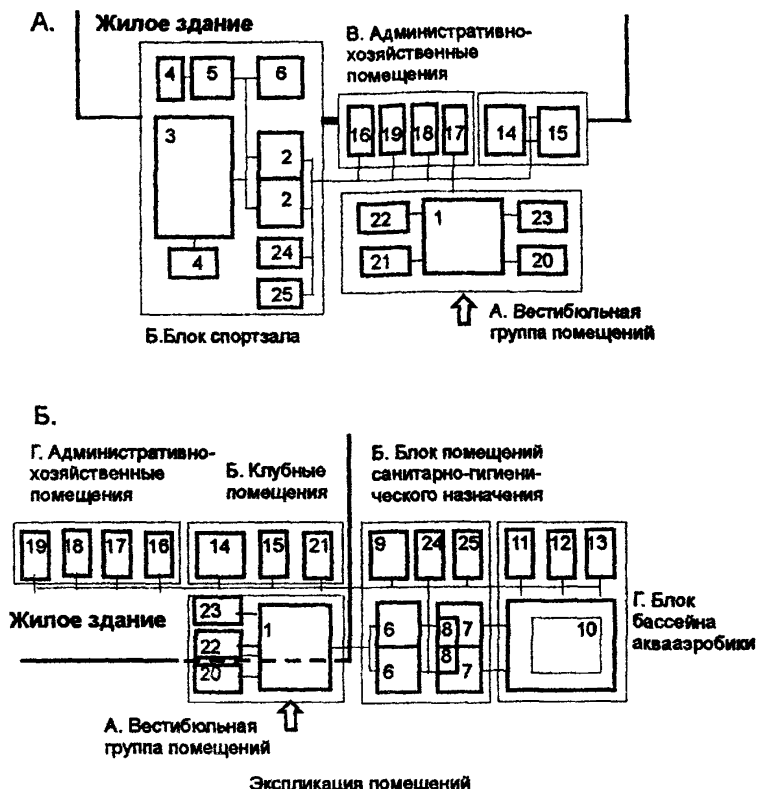 А.
Жилое здание
В. Административно-
хозяйственные
помещения
4 5 6
3
16 19 18 17 14 15
2
2
22 1 23
4 24 21 20
25
А. Вестибюльная
группа помещений
Б.Блок спортзала
Б.
Г. Административно-
хозяйственные
помещения
Б. Клубные
помещения
Б. Блок помещений
санитарно-гигиени-
ческого назначения
19 18 17 16 14 15 21 9 24 25 11 12 13
Жилое здание
23 1
22
20
6 8 7 10
6 8 7
Г. Блок
бассейна
аквааэробики
А. Вестибюльная
группа помещений
Экспликация помещений